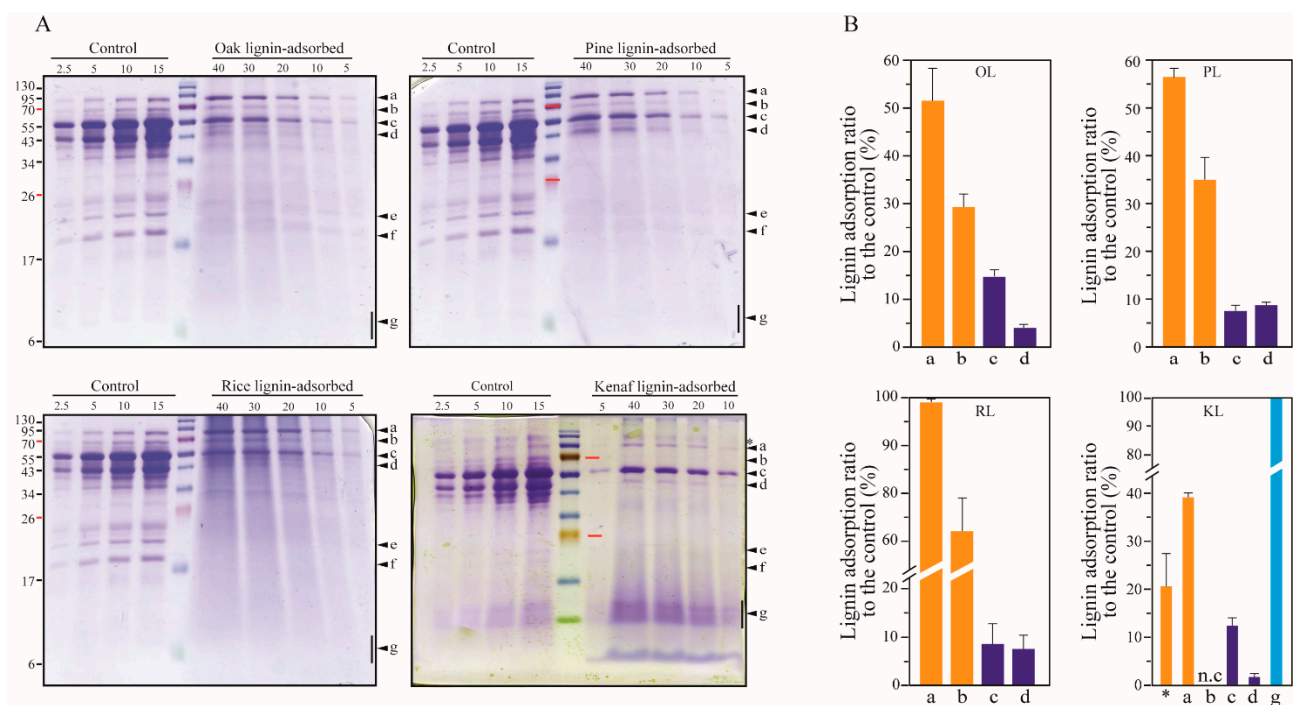 A
Control
Oak lignin-adsorbed
2.5 5 10 15 40 30 20 10 5
130
95
70
55
43
34
26
17
6
Control
Pine lignin-adsorbed
2.5 5 10 15 40 30 20 10 5
a
b
c
d
e
f
g
a
b
c
d
e
f
g
Control
Rice lignin-adsorbed
2.5 5 10 15 40 30 20 10 5
130
95
70
55
43
34
26
17
6
a
b
c
d
e
f
g
Control
Kenaf lignin-adsorbed
2.5 5 10 15 5 40 30 20 10
*
a
b
c
d
e
f
g
B
OL
Lignin adsorption ratio
to the control (%)
60
50
40
30
20
10
0
a b c d
PL
Lignin adsorption ratio
to the control (%)
60
50
40
30
20
10
0
a b c d
RL
Lignin adsorption ratio
to the control (%)
100
90
80
60
20
10
0
a b c d
KL
Lignin adsorption ratio
to the control (%)
100
80
40
30
20
10
0
n.c
* a b c d g